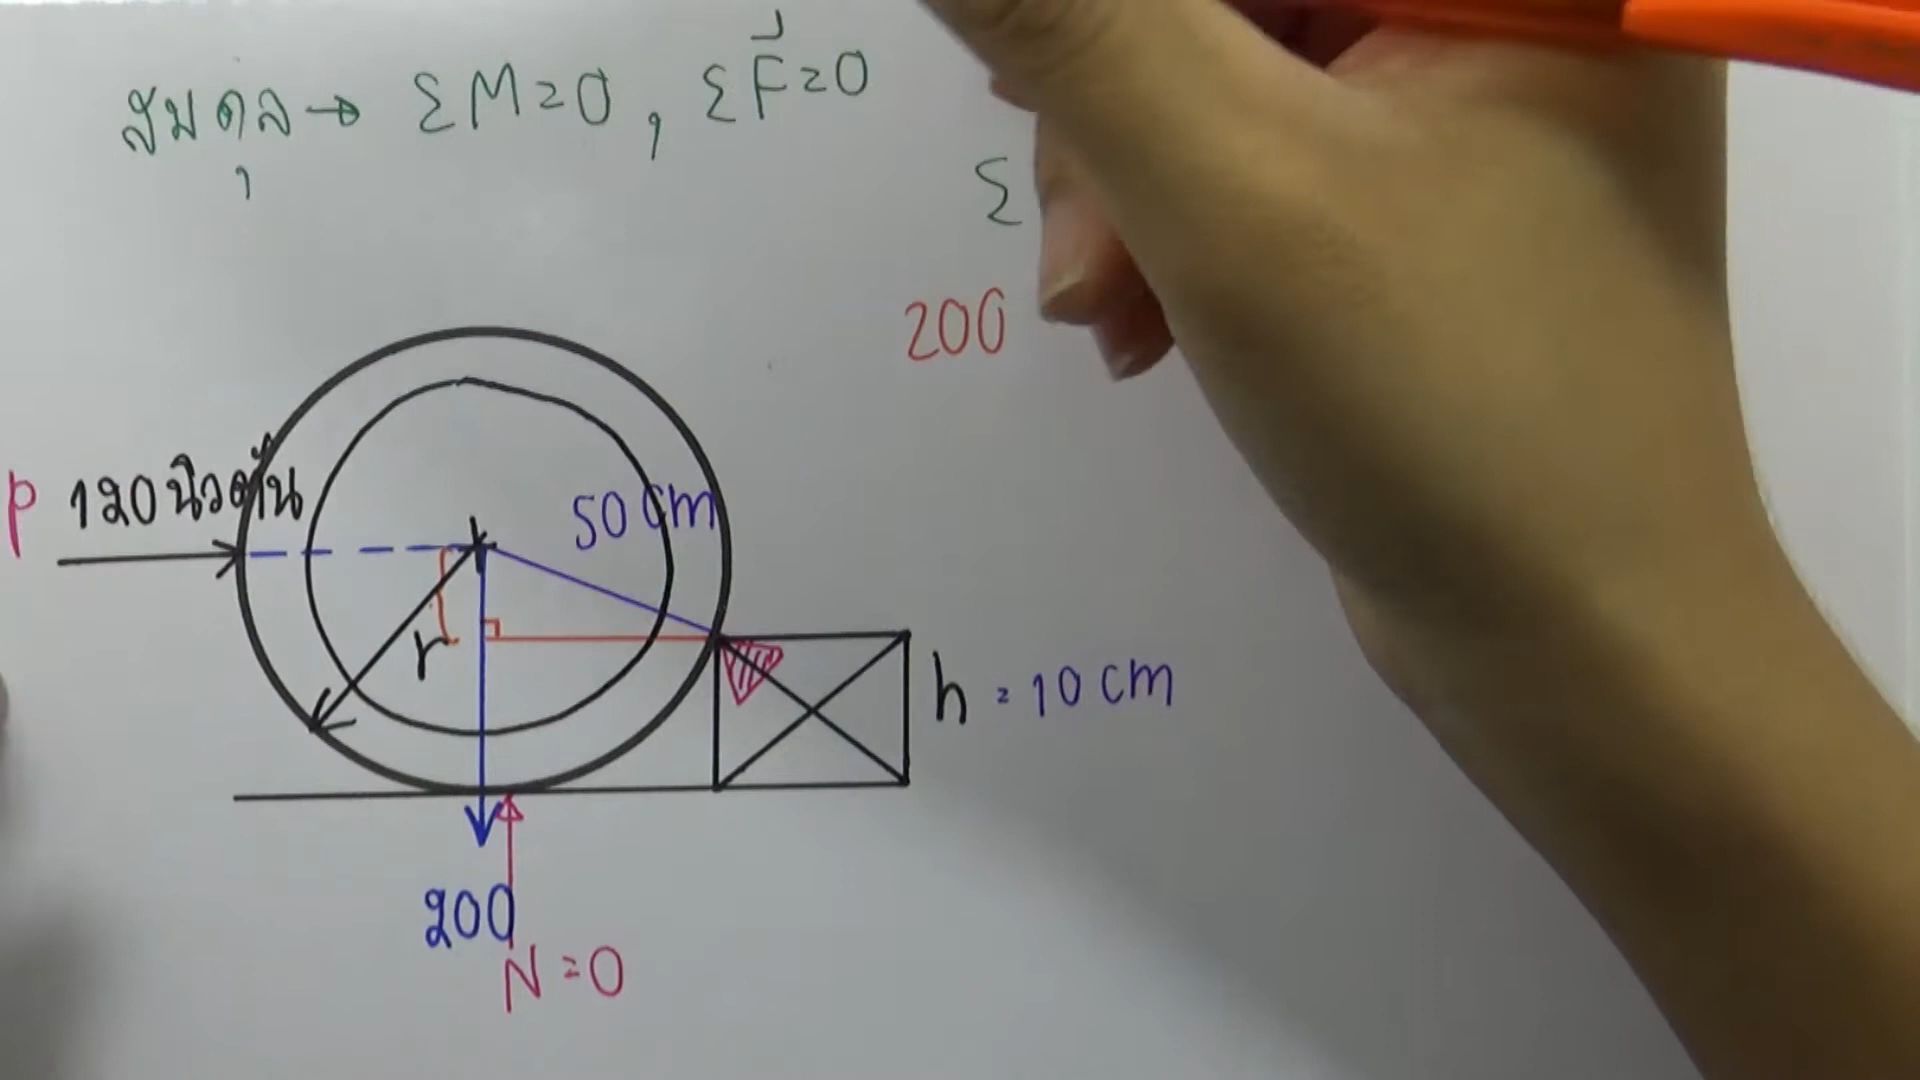 สมดุล → ΣM=0 , ΣF⃗=0
Σ
200
P 120 นิวตัน
50 cm
r
h = 10 cm
200
N = 0